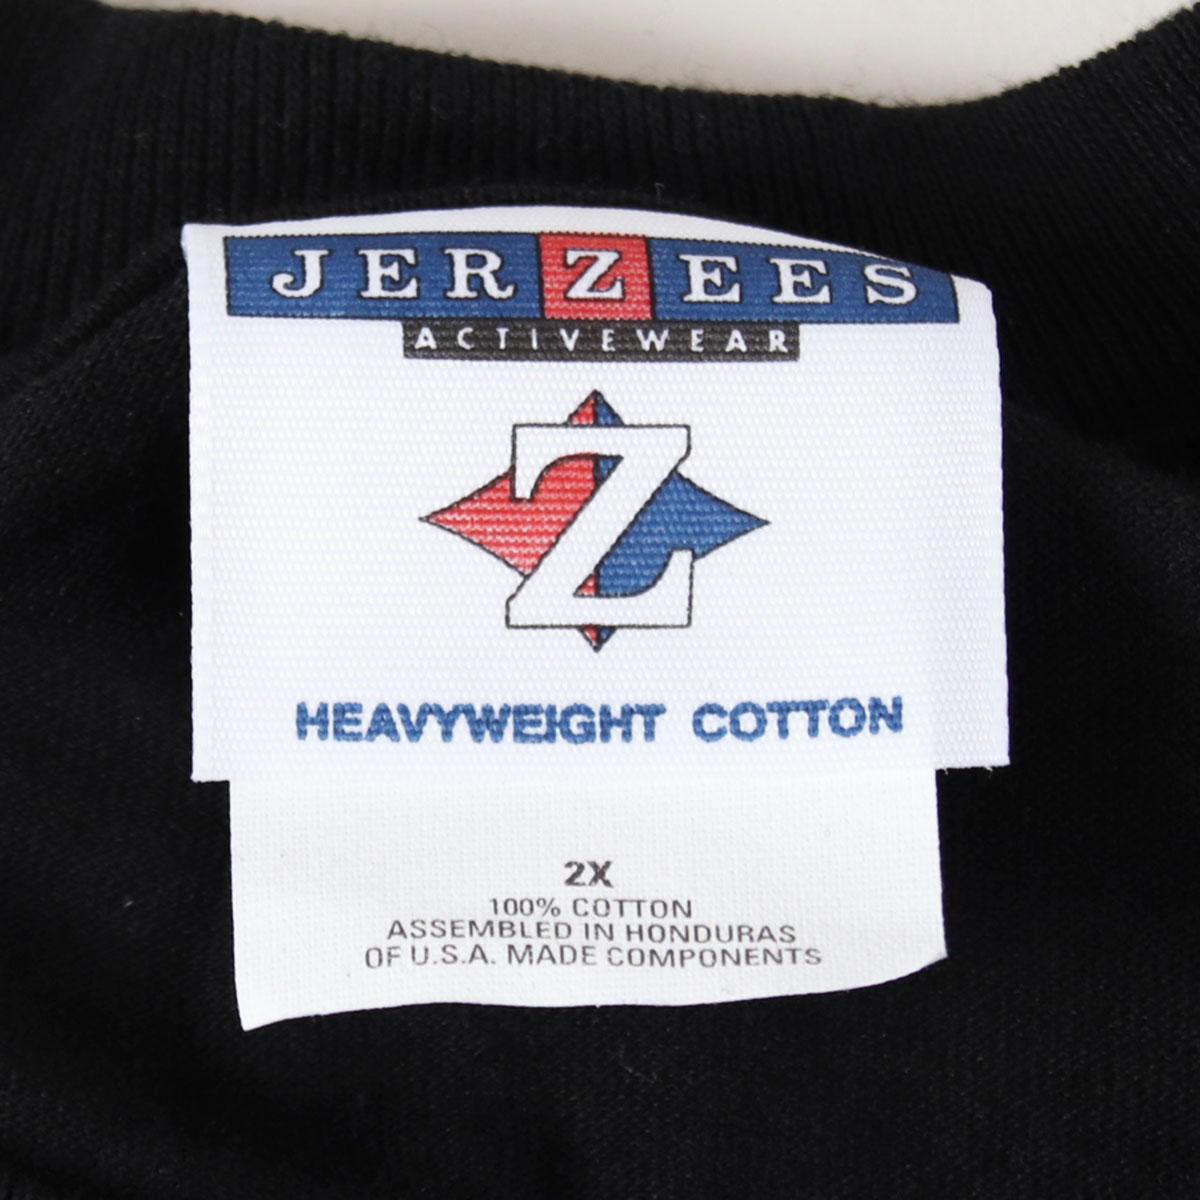 JERZEES
ACTIVEWEAR
Z
HEAVYWEIGHT COTTON
2X
100% COTTON
ASSEMBLED IN HONDURAS
OF U.S.A. MADE COMPONENTS